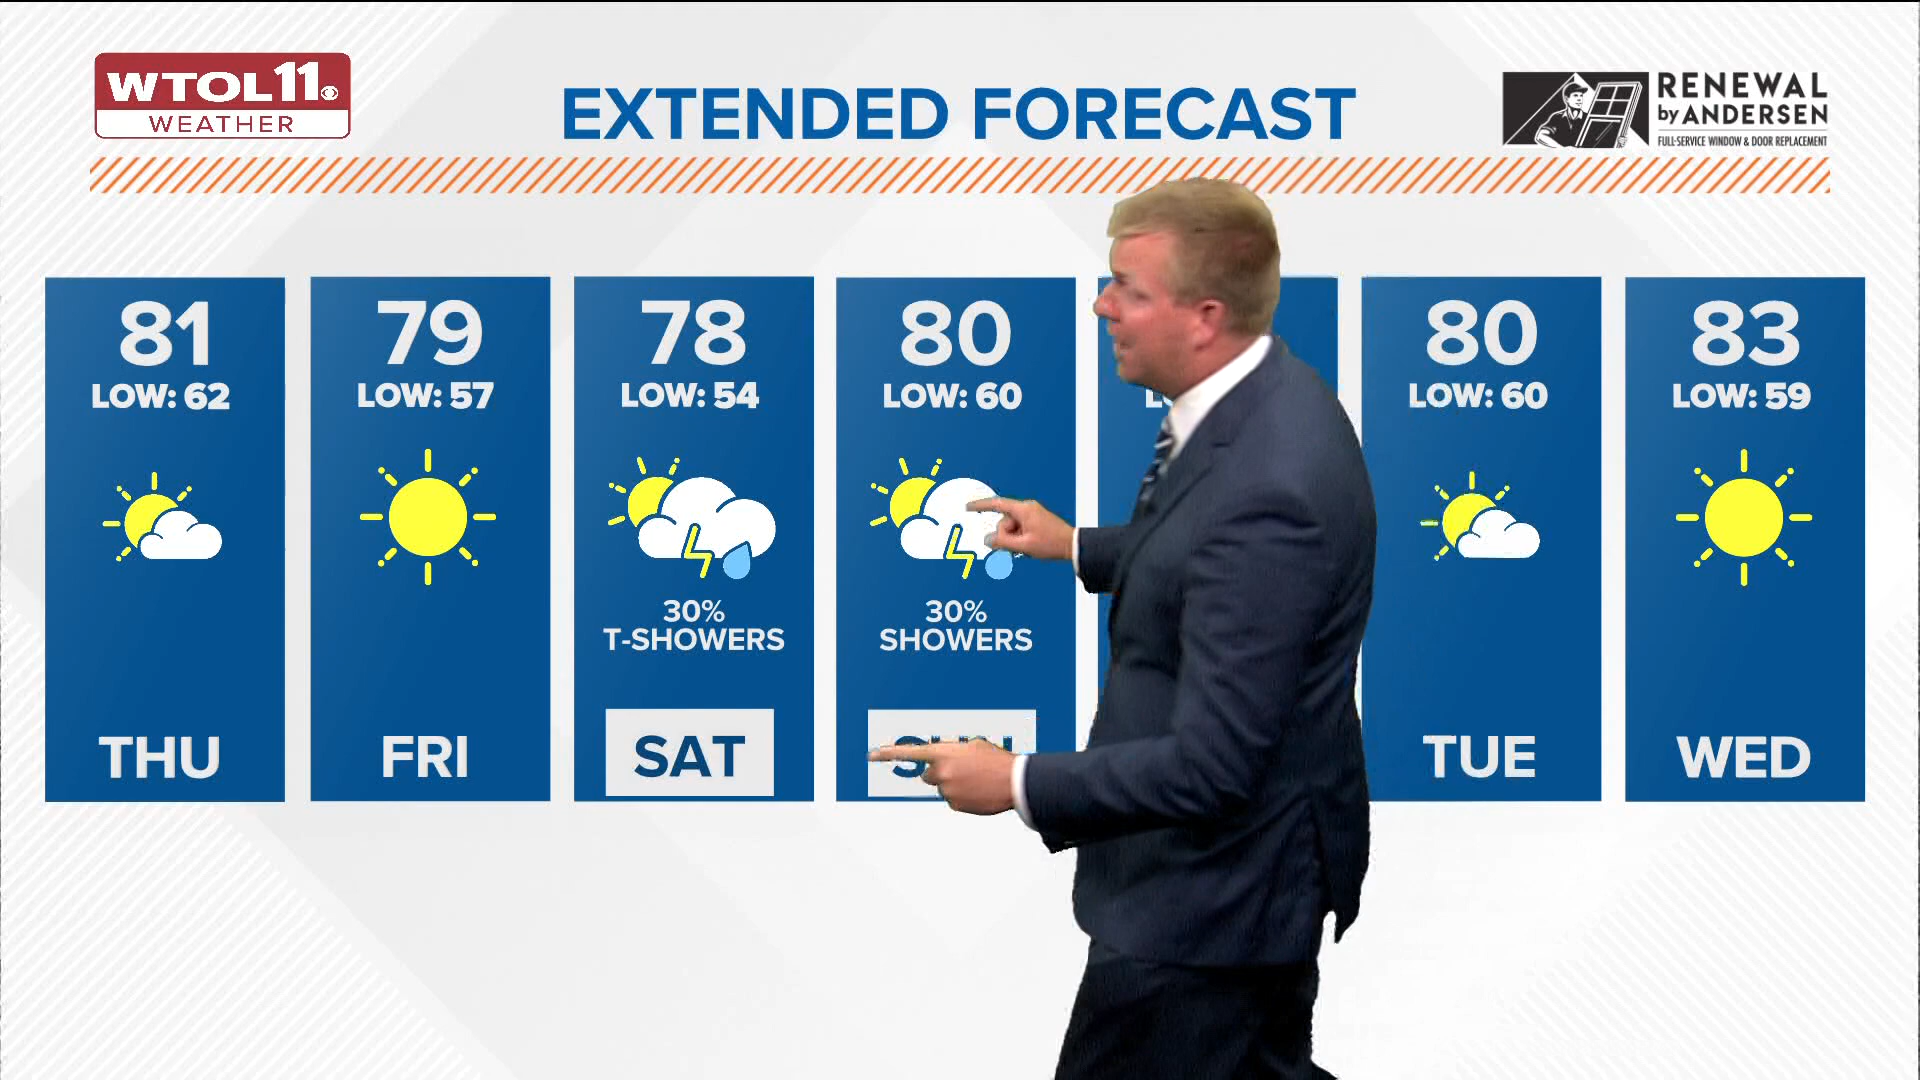 WTOL 11
WEATHER
EXTENDED FORECAST
RENEWAL
by ANDERSEN
FULL-SERVICE WINDOW & DOOR REPLACEMENT
81
LOW: 62
THU
79
LOW: 57
FRI
78
LOW: 54
30%
T-SHOWERS
SAT
80
LOW: 60
30%
SHOWERS
80
LOW: 60
TUE
83
LOW: 59
WED